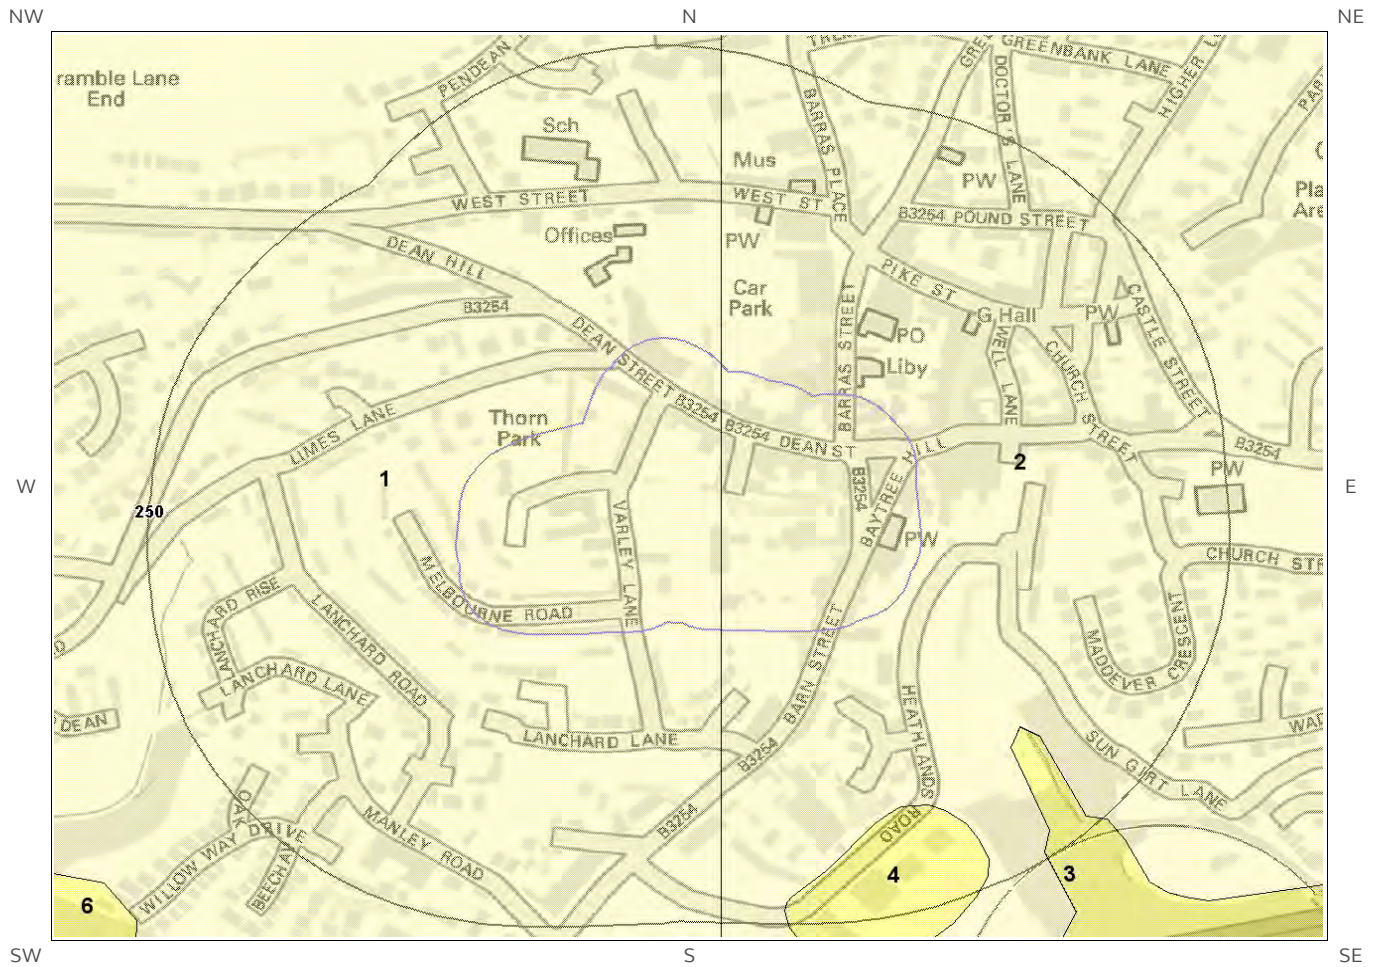 NW
N
NE
ramble Lane
End
PENDEAN
GREENBANK LANE
DOCTOR'S LANE
HIGHER L
BARRAS PLACE
Sch
Mus
PW
WEST STREET
WEST ST
B3254 POUND STREET
Pla
Are
Offices
PW
DEAN HILL
PIKE ST
Car
Park
B3254
G Hall
PW
CASTLE STREET
DEAN STREET
PO
BARRAS STREET
WELL LANE
CHURCH STREET
Liby
B3254
LIMES LANE
Thorn
Park
B3254 DEAN ST
HILL
B3254
2
PW
1
W
E
250
B3254
BAYTREE
PW
VARLEY LANE
CHURCH STR
MELBOURNE ROAD
LANCHARD RISE
LANCHARD ROAD
MADDEVER CRESCENT
LANCHARD LANE
BARN STREET
HEATHLANDS ROAD
DEAN
WAD
LANCHARD LANE
B3254
SUN GIRT LANE
OAK
DRIVE
MANLEY ROAD
B3254
WILLOW WAY
BEECHAY
4
3
6
SW
S
SE